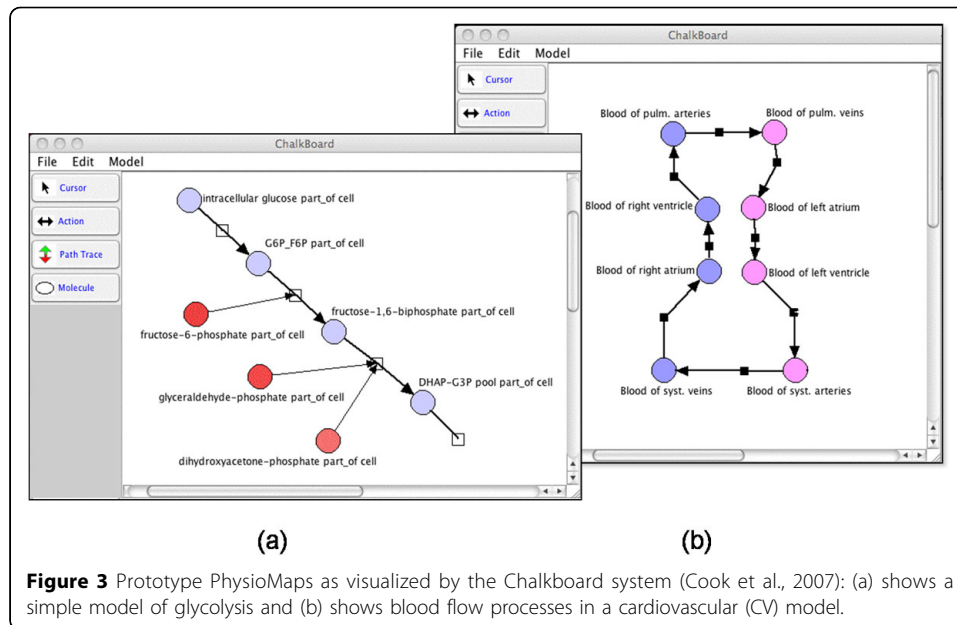 ChalkBoard
File Edit Model
Cursor
Action
Blood of pulm. arteries
Blood of pulm. veins
Blood of right ventricle
Blood of left atrium
Blood of right atrium
Blood of left ventricle
Blood of syst. veins
Blood of syst. arteries
ChalkBoard
File Edit Model
Cursor
Action
Path Trace
Molecule
intracellular glucose part_of cell
G6P_F6P part_of cell
fructose-1,6-biphosphate part_of cell
fructose-6-phosphate part_of cell
DHAP-G3P pool part_of cell
glyceraldehyde-phosphate part_of cell
dihydroxyacetone-phosphate part_of cell
(a)
(b)
Figure 3 Prototype PhysioMaps as visualized by the Chalkboard system (Cook et al., 2007): (a) shows a
simple model of glycolysis and (b) shows blood flow processes in a cardiovascular (CV) model.